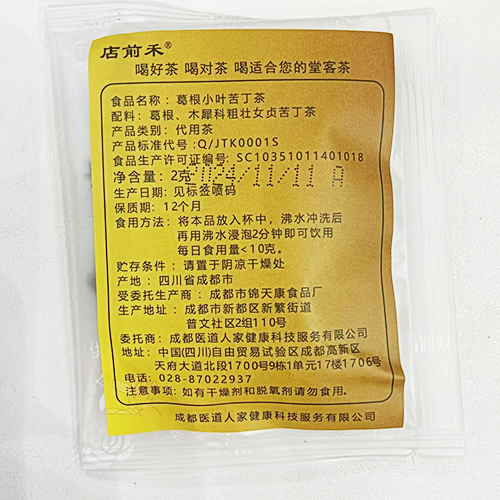 店前禾®
喝好茶 喝对茶 喝适合您的堂客茶
食品名称：葛根小叶苦丁茶
配料：葛根、木犀科粗壮女贞苦丁茶
产品类别：代用茶
产品标准代号：Q/JTK0001S
食品生产许可证编号：SC10351011401018
净含量：2克
2024/11/11 A
生产日期：见标签喷码
保质期：12个月
食用方法：将本品放入杯中，沸水冲洗后
再用沸水浸泡2分钟即可饮用
每日食用量<10克。
贮存条件：请置于阴凉干燥处
产地：四川省成都市
受委托生产商：成都市锦天康食品厂
生产地址：成都市新都区新繁街道
普文社区2组110号
委托商：成都医道人家健康科技服务有限公司
地址：中国(四川)自由贸易试验区成都高新区
天府大道北段1700号9栋1单元17楼1706号
电话：028-87022937
注意事项：如有干燥剂和脱氧剂请勿食用。
成都医道人家健康科技服务有限公司